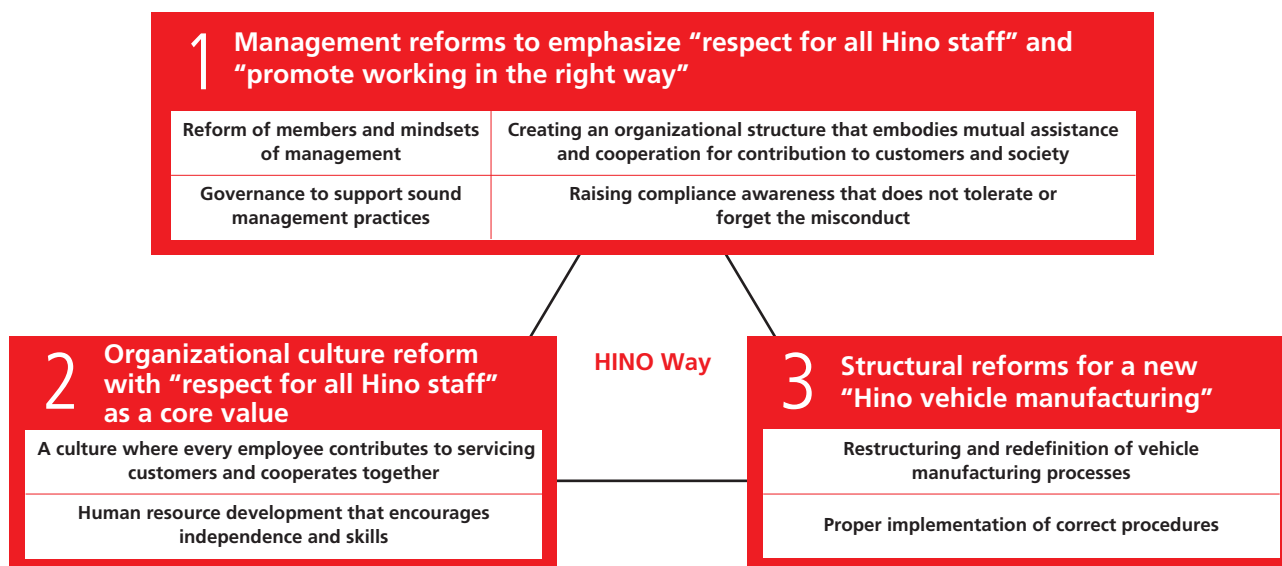 1
Management reforms to emphasize “respect for all Hino staff” and
“promote working in the right way”
Reform of members and mindsets
of management
Creating an organizational structure that embodies mutual assistance
and cooperation for contribution to customers and society
Governance to support sound
management practices
Raising compliance awareness that does not tolerate or
forget the misconduct
HINO Way
2
Organizational culture reform
with “respect for all Hino staff”
as a core value
A culture where every employee contributes to servicing
customers and cooperates together
Human resource development that encourages
independence and skills
3
Structural reforms for a new
“Hino vehicle manufacturing”
Restructuring and redefinition of vehicle
manufacturing processes
Proper implementation of correct procedures